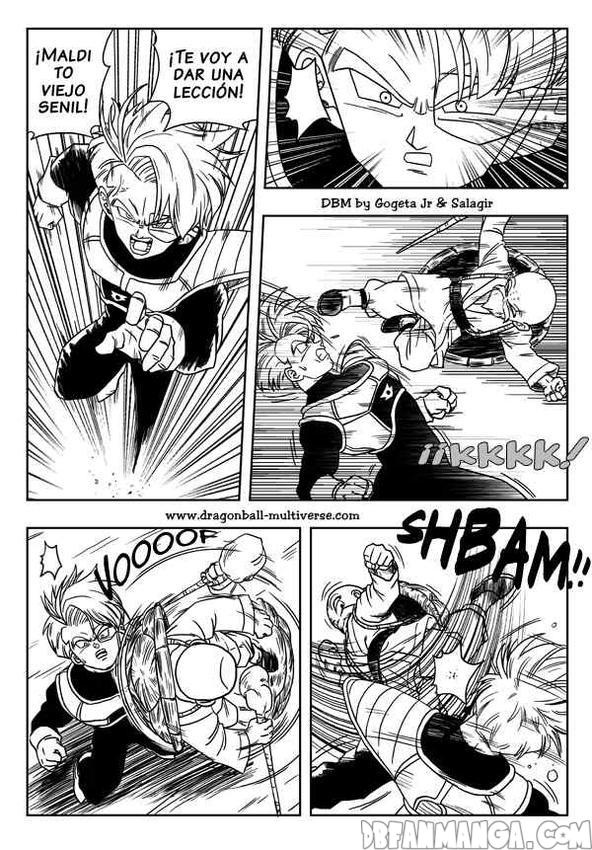 ¡MALDI
TO
VIEJO
SENIL!
¡TE VOY A
DAR UNA
LECCIÓN!
DBM by Gogeta Jr & Salagir
¡¡KKKK!
www.dragonball-multiverse.com
VOOOOF
SHBAM!!
DBFANMANGA.COM